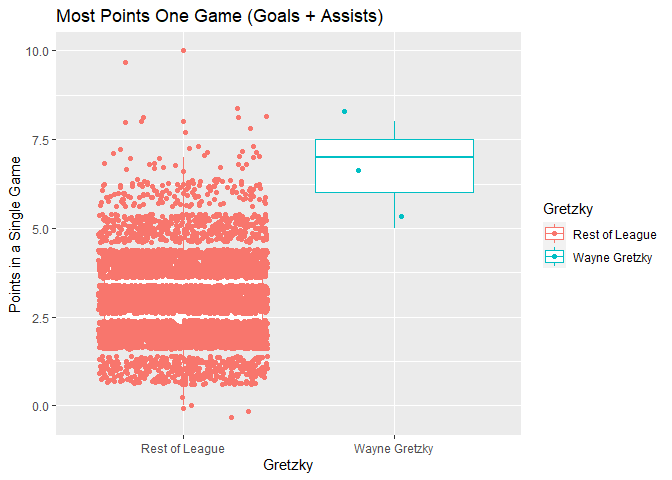 Most Points One Game (Goals + Assists)
10.0
7.5
5.0
2.5
0.0
Points in a Single Game
Rest of League
Wayne Gretzky
Gretzky
Gretzky
Rest of League
Wayne Gretzky